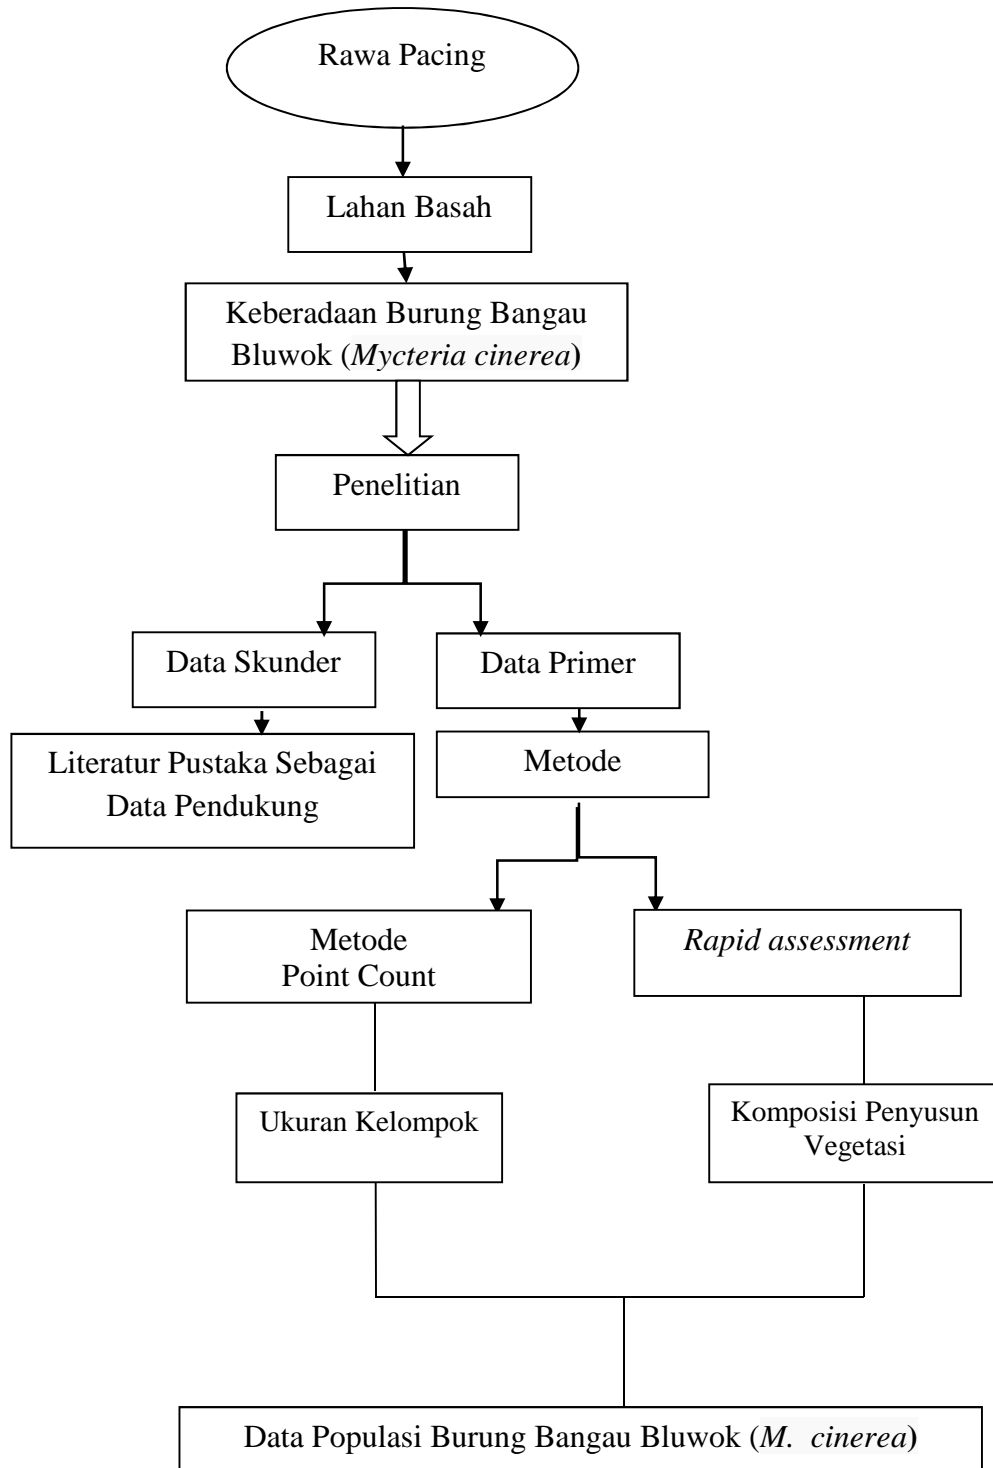 Rawa Pacing
Lahan Basah
Keberadaan Burung Bangau
Bluwok (Mycteria cinerea)
Penelitian
Data Skunder
Data Primer
Literatur Pustaka Sebagai
Data Pendukung
Metode
Metode
Point Count
Rapid assessment
Ukuran Kelompok
Komposisi Penyusun
Vegetasi
Data Populasi Burung Bangau Bluwok (M. cinerea)